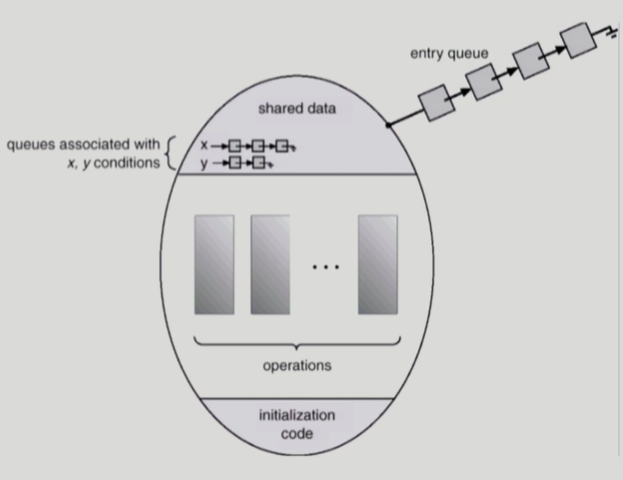 entry queue
shared data
queues associated with
x, y conditions
x
y
...
operations
initialization
code